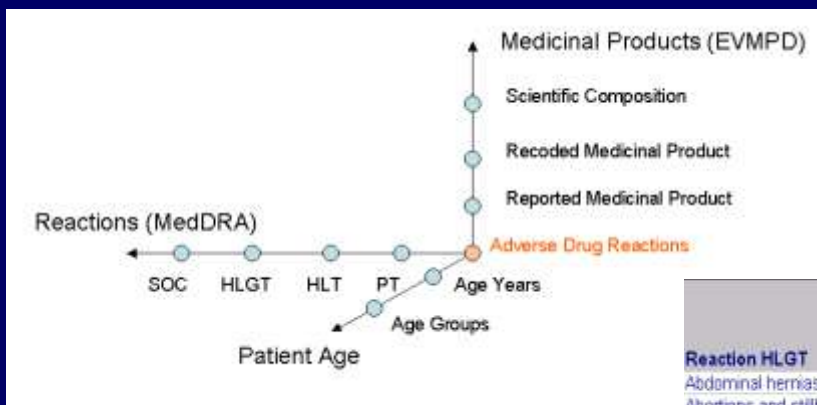 Medicinal Products (EVMPD)
Scientific Composition
Recoded Medicinal Product
Reported Medicinal Product
Reactions (MedDRA)
Adverse Drug Reactions
SOC HLGT HLT PT Age Years
Age Groups
Patient Age
Reaction HLGT
Abdominal hernias